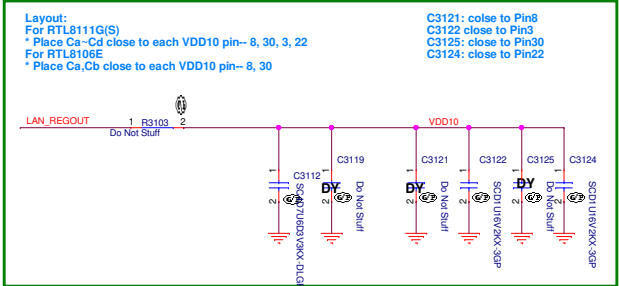 Layout:
For RTL8111G(S)
* Place Ca~Cd close to each VDD10 pin-- 8, 30, 3, 22
For RTL8106E
* Place Ca,Cb close to each VDD10 pin-- 8, 30
C3121: colse to Pin8
C3122 close to Pin3
C3125: close to Pin30
C3124: close to Pin22
LAN_REGOUT
1 R3103 2
Do Not Stuff
VDD10
C3112
1
2
C3119
1
2
DY
Do Not Stuff
C3121
1
2
DY
Do Not Stuff
C3122
1
2
SCD1U16V2KX-3GP
C3125
1
2
DY
Do Not Stuff
C3124
1
2
SCD1U16V2KX-3GP